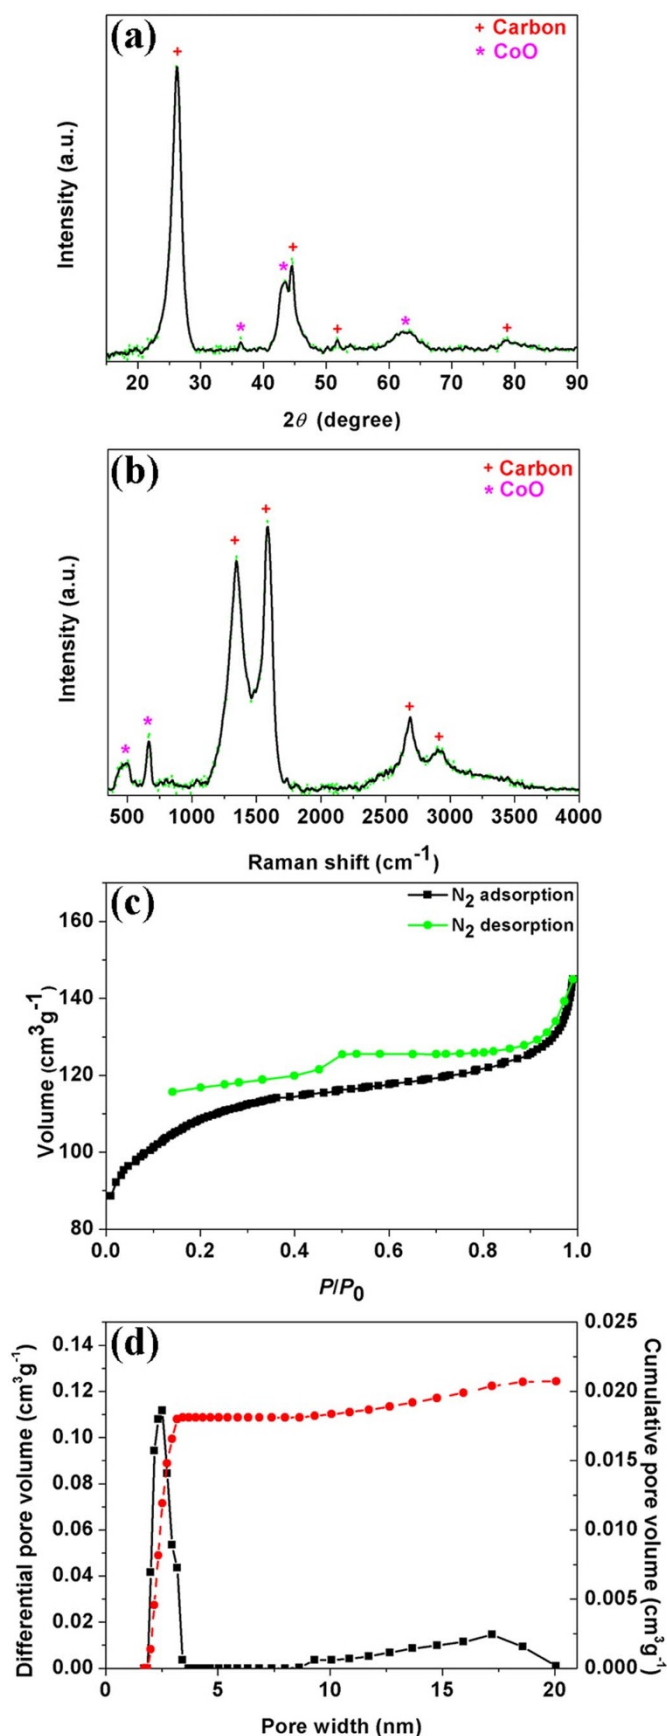 (a)
+ Carbon
* CoO
Intensity (a.u.)
20 30 40 50 60 70 80 90
2θ (degree)
(b)
+ Carbon
* CoO
Intensity (a.u.)
500 1000 1500 2000 2500 3000 3500 4000
Raman shift (cm-1)
(c)
N2 adsorption
N2 desorption
160
140
120
100
80
Volume (cm3g-1)
0.0 0.2 0.4 0.6 0.8 1.0
P/P0
(d)
0.14
0.12
0.10
0.08
0.06
0.04
0.02
0.00
Differential pore volume (cm3g-1)
0.025
0.020
0.015
0.010
0.005
0.000
Cumulative pore volume (cm3g-1)
0 5 10 15 20
Pore width (nm)